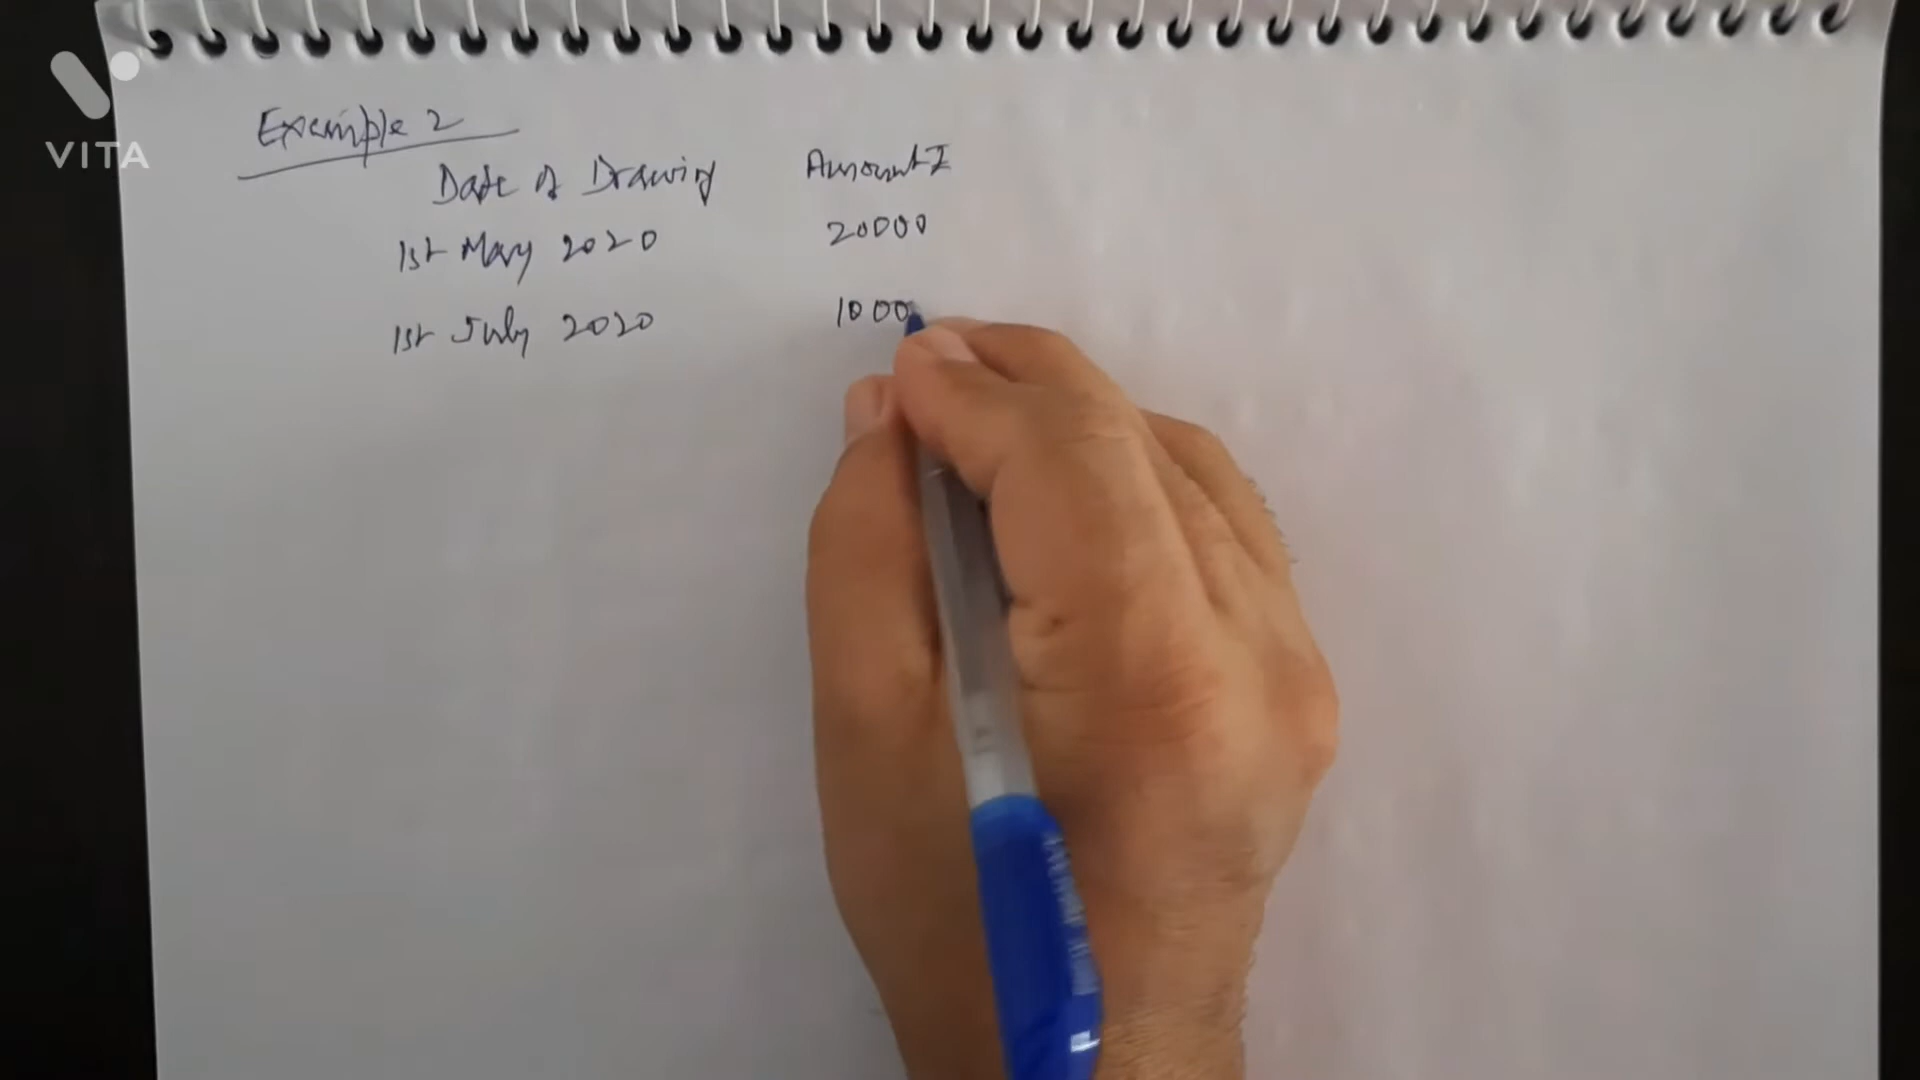 VITA
Example 2
Date of Drawing Amount ₹
1st May 2020 20000
1st July 2020 1000